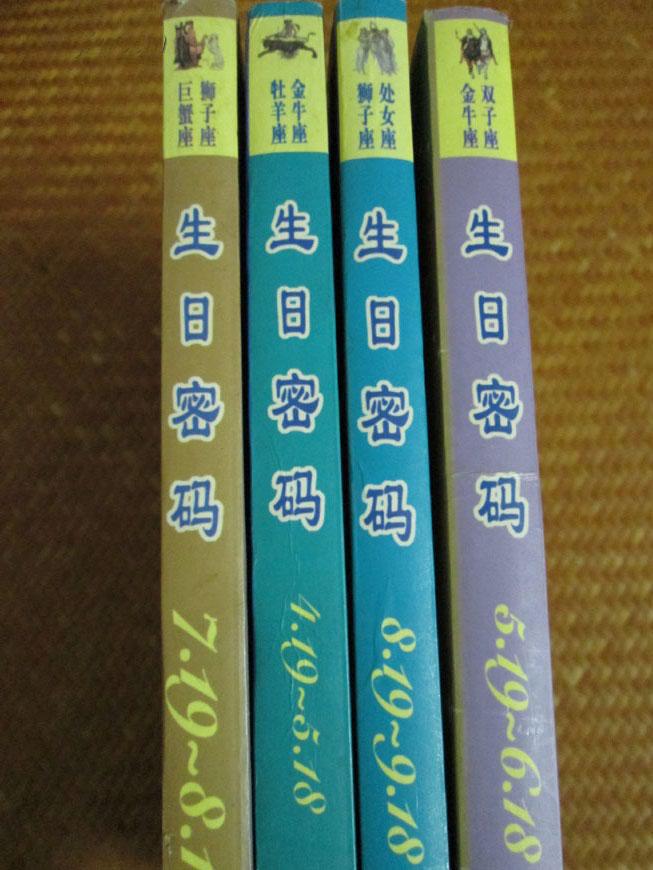 巨蟹座
狮子座
生日密码
7.19~8.1
牡羊座
金牛座
生日密码
4.19~5.18
狮子座
处女座
生日密码
8.19~9.18
金牛座
双子座
生日密码
5.19~6.18